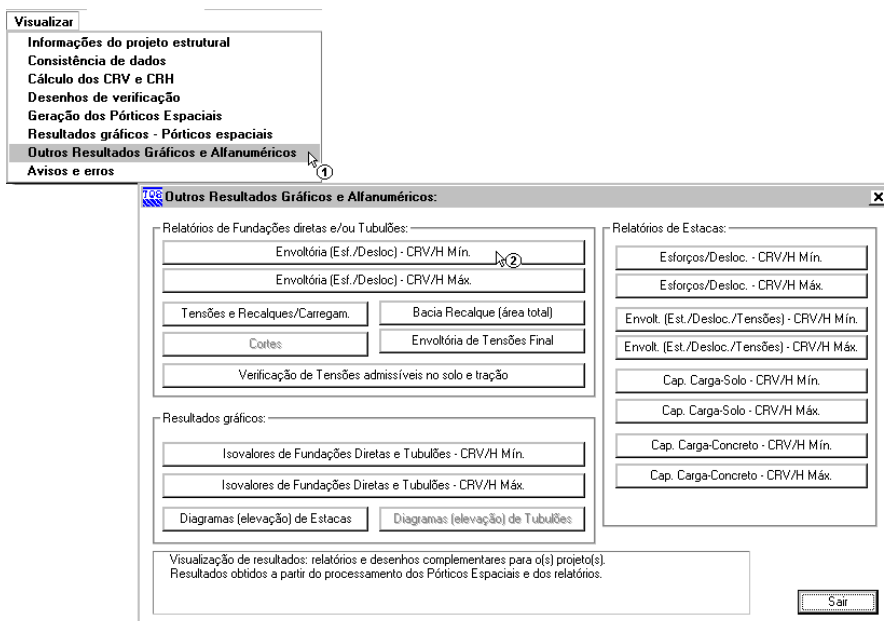 Visualizar
Informações do projeto estrutural
Consistência de dados
Cálculo dos CRV e CRH
Desenhos de verificação
Geração dos Pórticos Espaciais
Resultados gráficos - Pórticos espaciais
Outros Resultados Gráficos e Alfanuméricos
1
Avisos e erros
TQS Outros Resultados Gráficos e Alfanuméricos:
Relatórios de Fundações diretas e/ou Tubulões:
Envoltória (Esf./Desloc) - CRV/H Mín.
2
Envoltória (Esf./Desloc) - CRV/H Máx.
Tensões e Recalques/Carregam.
Bacia Recalque (área total)
Cortes
Envoltória de Tensões Final
Verificação de Tensões admissíveis no solo e tração
Resultados gráficos:
Isovalores de Fundações Diretas e Tubulões - CRV/H Mín.
Isovalores de Fundações Diretas e Tubulões - CRV/H Máx.
Diagramas (elevação) de Estacas
Diagramas (elevação) de Tubulões
Relatórios de Estacas:
Esforços/Desloc. - CRV/H Mín.
Esforços/Desloc. - CRV/H Máx.
Envolt. (Est./Desloc./Tensões) - CRV/H Mín.
Envolt. (Est./Desloc./Tensões) - CRV/H Máx.
Cap. Carga-Solo - CRV/H Mín.
Cap. Carga-Solo - CRV/H Máx.
Cap. Carga-Concreto - CRV/H Mín.
Cap. Carga-Concreto - CRV/H Máx.
Visualização de resultados: relatórios e desenhos complementares para o(s) projeto(s).
Resultados obtidos a partir do processamento dos Pórticos Espaciais e dos relatórios.
Sair